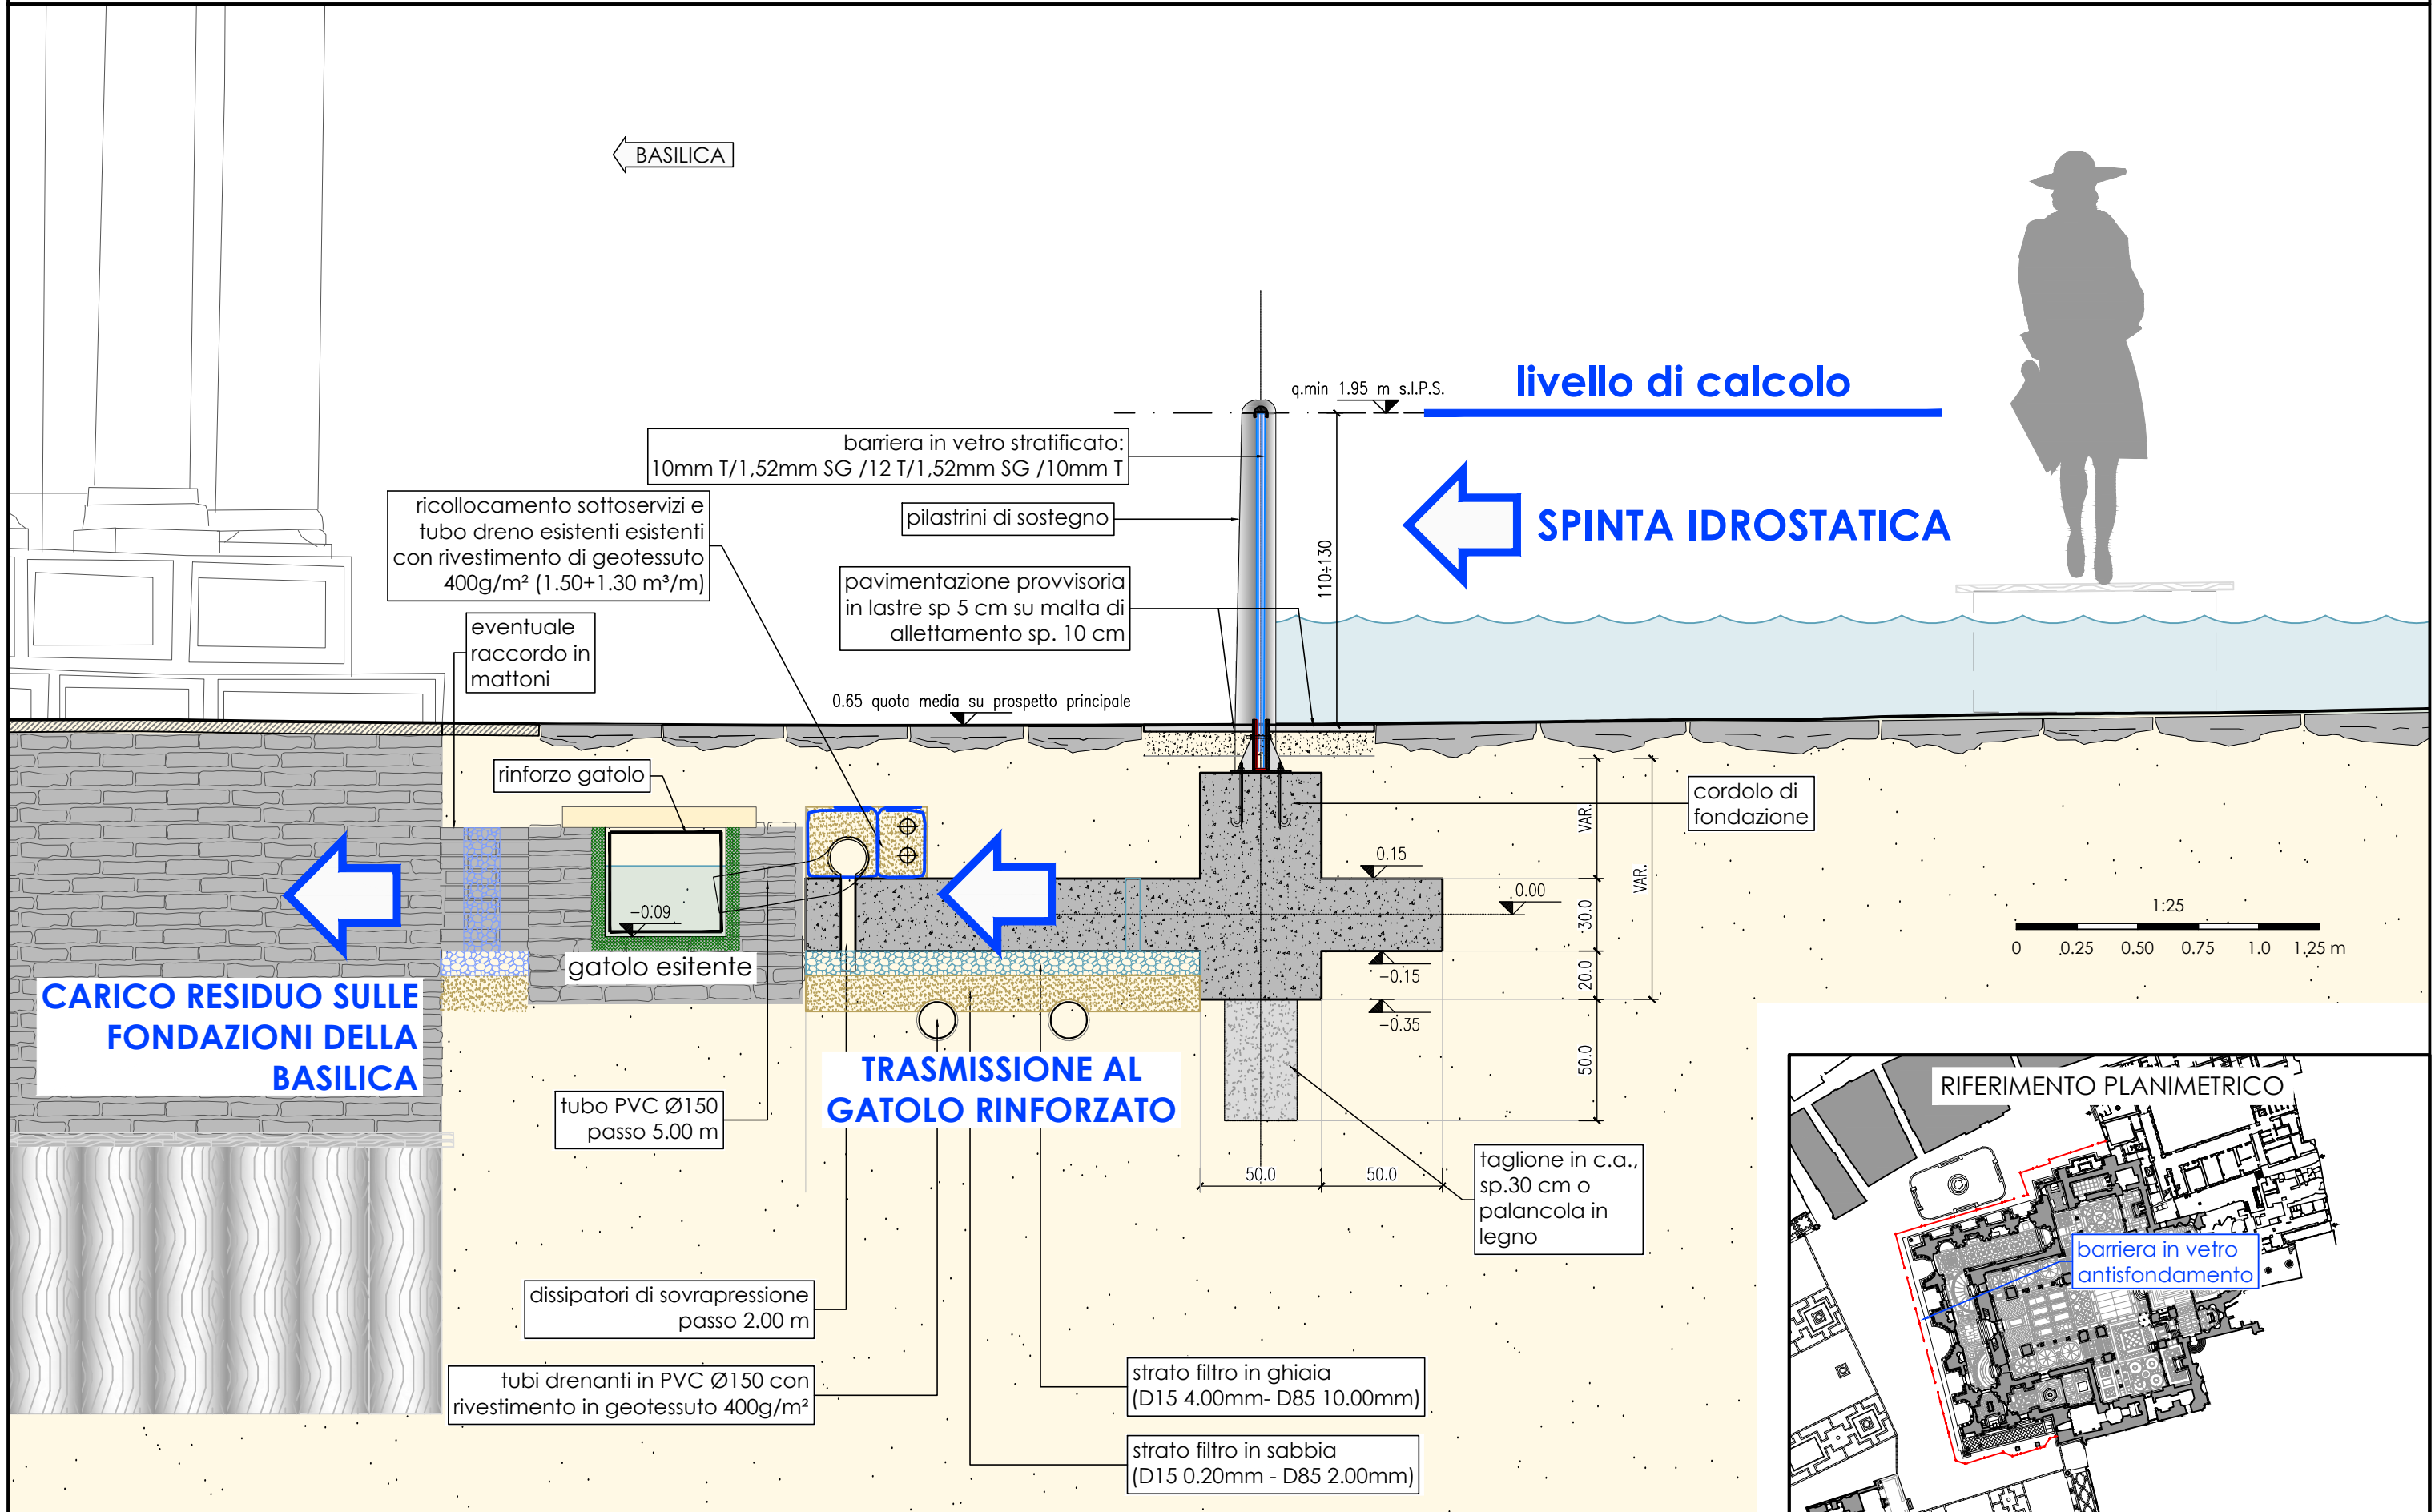 BASILICA
q.min 1.95 m s.l.P.S.
livello di calcolo
barriera in vetro stratificato:
10mm T/1,52mm SG /12 T/1,52mm SG /10mm T
ricollocamento sottoservizi e
tubo dreno esistenti esistenti
con rivestimento di geotessuto
400g/m² (1.50+1.30 m³/m)
pilastrini di sostegno
SPINTA IDROSTATICA
110÷130
pavimentazione provvisoria
in lastre sp 5 cm su malta di
allettamento sp. 10 cm
eventuale
raccordo in
mattoni
0.65 quota media su prospetto principale
rinforzo gatolo
cordolo di
fondazione
VAR.
VAR.
0.15
0.00
-0.09
30.0
-0.15
20.0
-0.35
50.0
1:25
0 0.25 0.50 0.75 1.0 1.25 m
gatolo esitente
CARICO RESIDUO SULLE
FONDAZIONI DELLA
BASILICA
TRASMISSIONE AL
GATOLO RINFORZATO
tubo PVC Ø150
passo 5.00 m
50.0 50.0
taglione in c.a.,
sp.30 cm o
palancola in
legno
RIFERIMENTO PLANIMETRICO
barriera in vetro
antisfondamento
dissipatori di sovrapressione
passo 2.00 m
tubi drenanti in PVC Ø150 con
rivestimento in geotessuto 400g/m²
strato filtro in ghiaia
(D15 4.00mm- D85 10.00mm)
strato filtro in sabbia
(D15 0.20mm - D85 2.00mm)